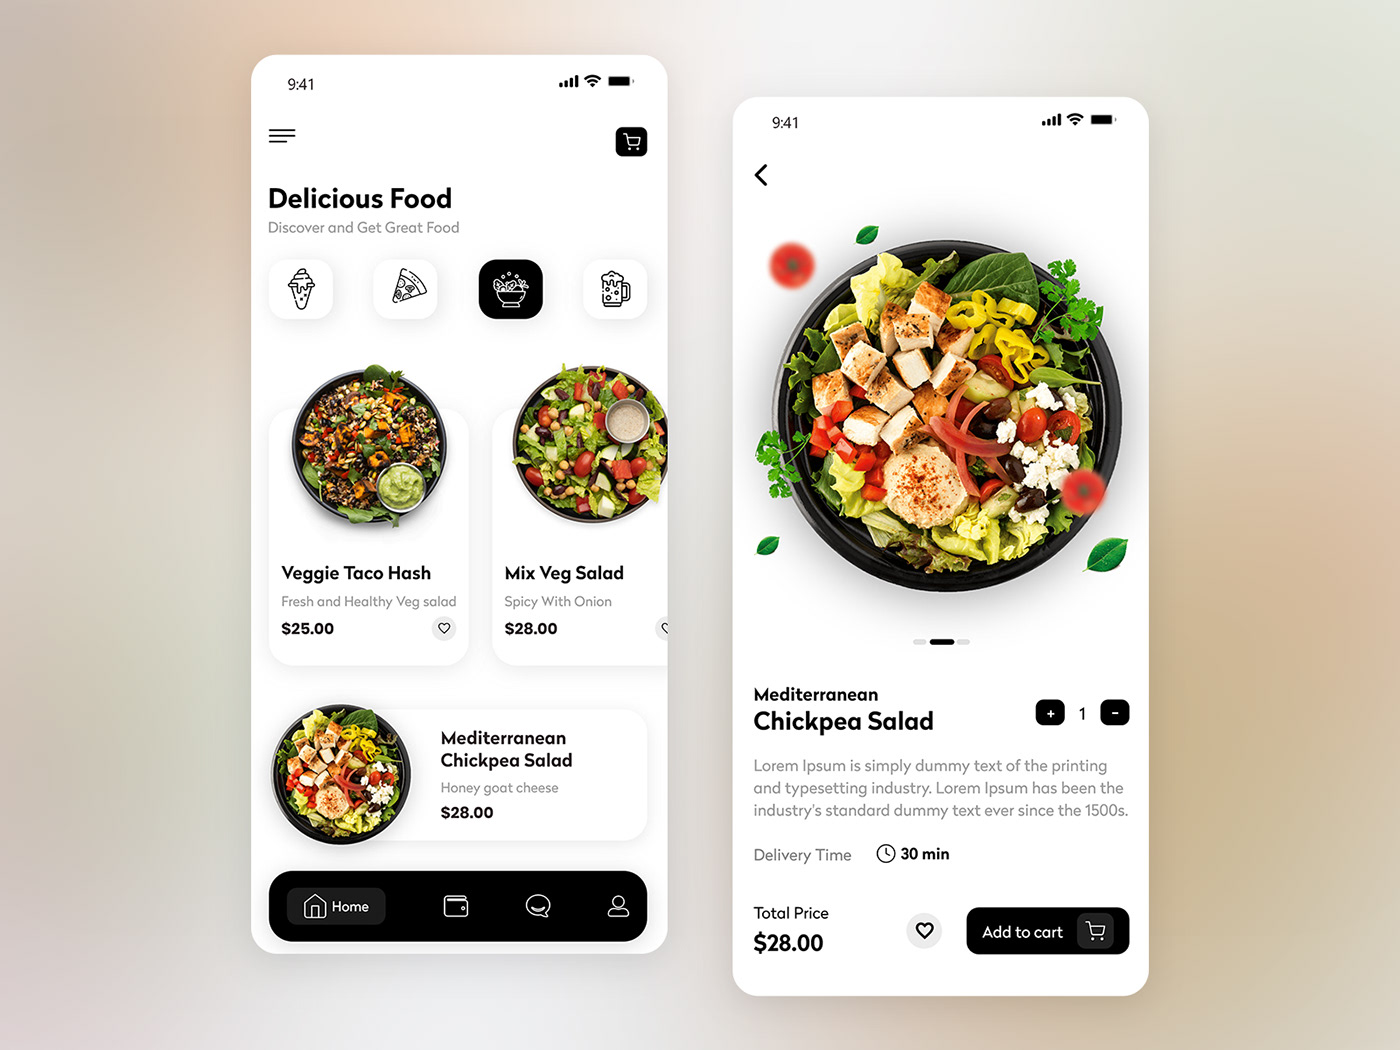 9:41
Delicious Food
Discover and Get Great Food
Veggie Taco Hash
Fresh and Healthy Veg salad
$25.00
Mix Veg Salad
Spicy With Onion
$28.00
Mediterranean
Chickpea Salad
Honey goat cheese
$28.00
Home
9:41
Mediterranean
Chickpea Salad
+ 1 -
Lorem Ipsum is simply dummy text of the printing
and typesetting industry. Lorem Ipsum has been the
industry's standard dummy text ever since the 1500s.
Delivery Time 30 min
Total Price
$28.00
Add to cart